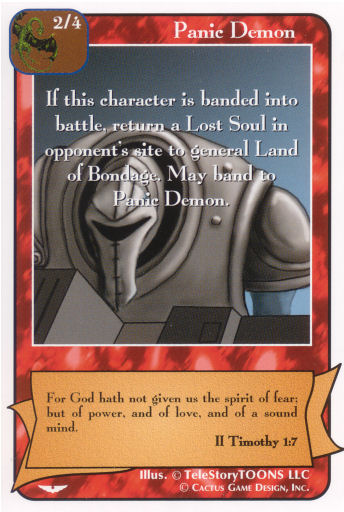 2/4
Panic Demon
If this character is banded into
battle, return a Lost Soul in
opponent's site to general Land
of Bondage. May band to
Panic Demon.
For God hath not given us the spirit of fear;
but of power, and of love, and of a sound
mind.
II Timothy 1:7
Illus. © TeleStoryTOONS LLC
© Cactus Game Design, Inc.